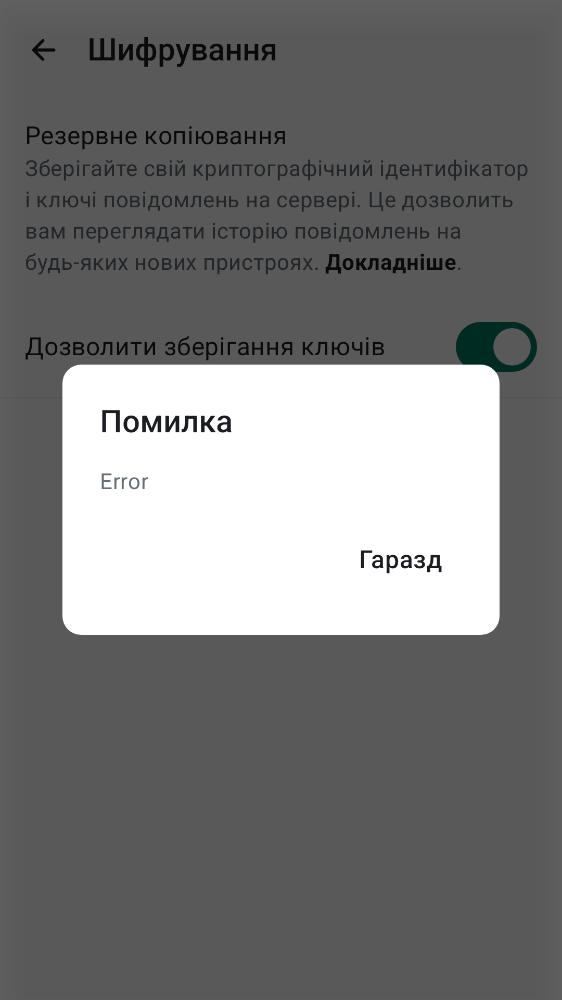 Шифрування
Резервне копіювання
Зберігайте свій криптографічний ідентифікатор
і ключі повідомлень на сервері. Це дозволить
вам переглядати історію повідомлень на
будь-яких нових пристроях. Докладніше.
Дозволити зберігання ключів
Помилка
Error
Гаразд